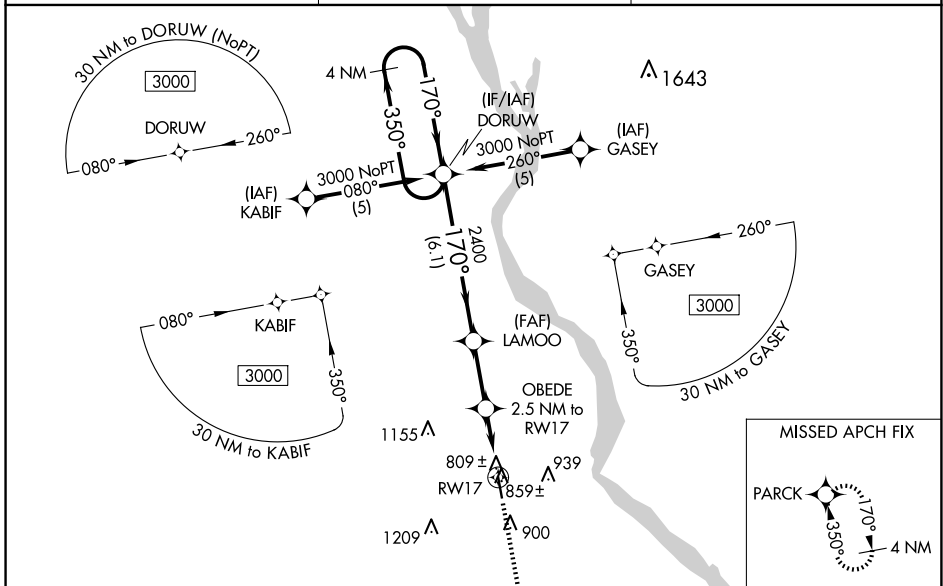 30 NM to DORUW (NoPT)
3000
DORUW
080°
260°
4 NM
350°
170°
(IF/IAF)
DORUW
1643
3000 NoPT
260°
(5)
(IAF)
GASEY
(IAF)
KABIF
3000 NoPT
080°
(5)
2400
170°
(6.1)
260°
GASEY
3000
350°
30 NM to GASEY
080°
KABIF
3000
350°
30 NM to KABIF
(FAF)
LAMOO
OBEDE
2.5 NM to
RW17
1155
809 ±
939
RW17
859 ±
1209
900
MISSED APCH FIX
PARCK
170°
350°
4 NM